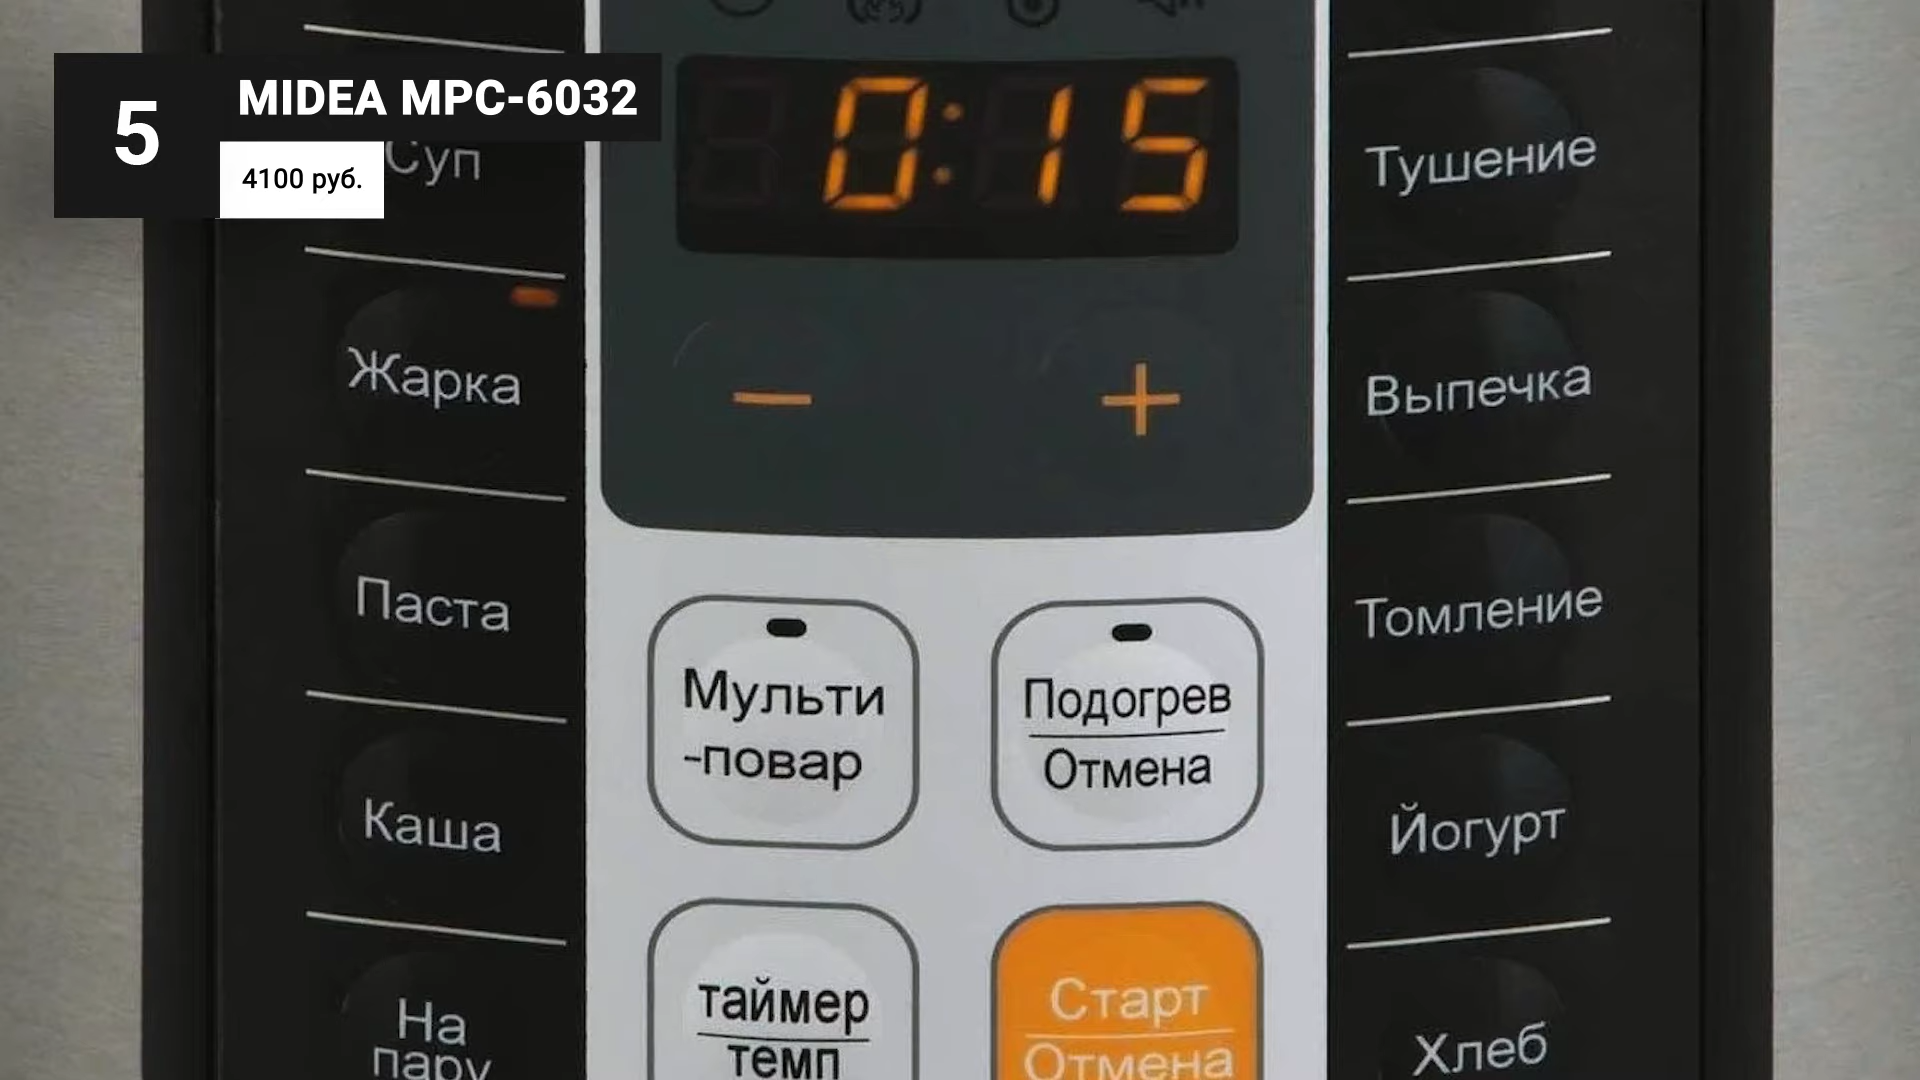 5
MIDEA MPC-6032
4100 руб.
0:15
Суп
Жарка
Паста
Каша
На
пару
Мульти
-повар
Подогрев
Отмена
таймер
темп
Старт
Отмена
Тушение
Выпечка
Томление
Йогурт
Хлеб